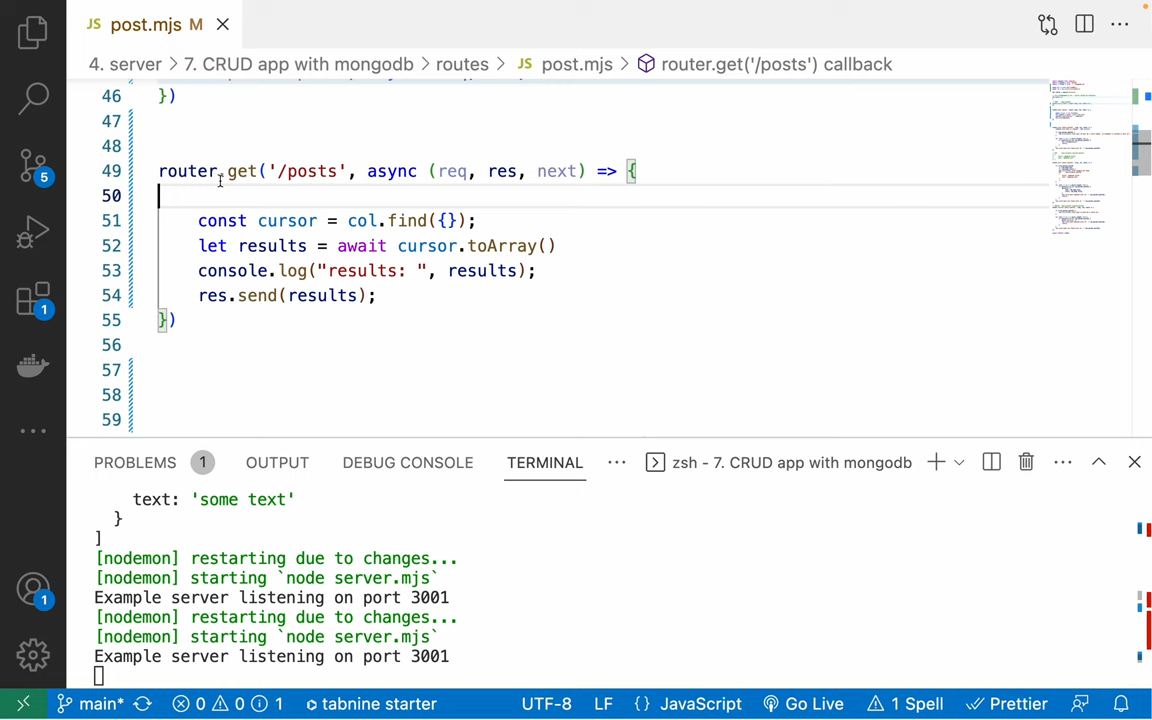 JS post.mjs M
4. server > 7. CRUD app with mongodb > routes > JS post.mjs > router.get('/posts') callback
46 })
47
48
49 router.get('/posts', async (req, res, next) => {
50
51 const cursor = col.find({});
52 let results = await cursor.toArray()
53 console.log("results: ", results);
54 res.send(results);
55 })
56
57
58
59
5
1
1
PROBLEMS 1 OUTPUT DEBUG CONSOLE TERMINAL ··· zsh - 7. CRUD app with mongodb
text: 'some text'
}
]
[nodemon] restarting due to changes...
[nodemon] starting `node server.mjs`
Example server listening on port 3001
[nodemon] restarting due to changes...
[nodemon] starting `node server.mjs`
Example server listening on port 3001
main* 0 0 1 tabnine starter UTF-8 LF {} JavaScript Go Live 1 Spell Prettier